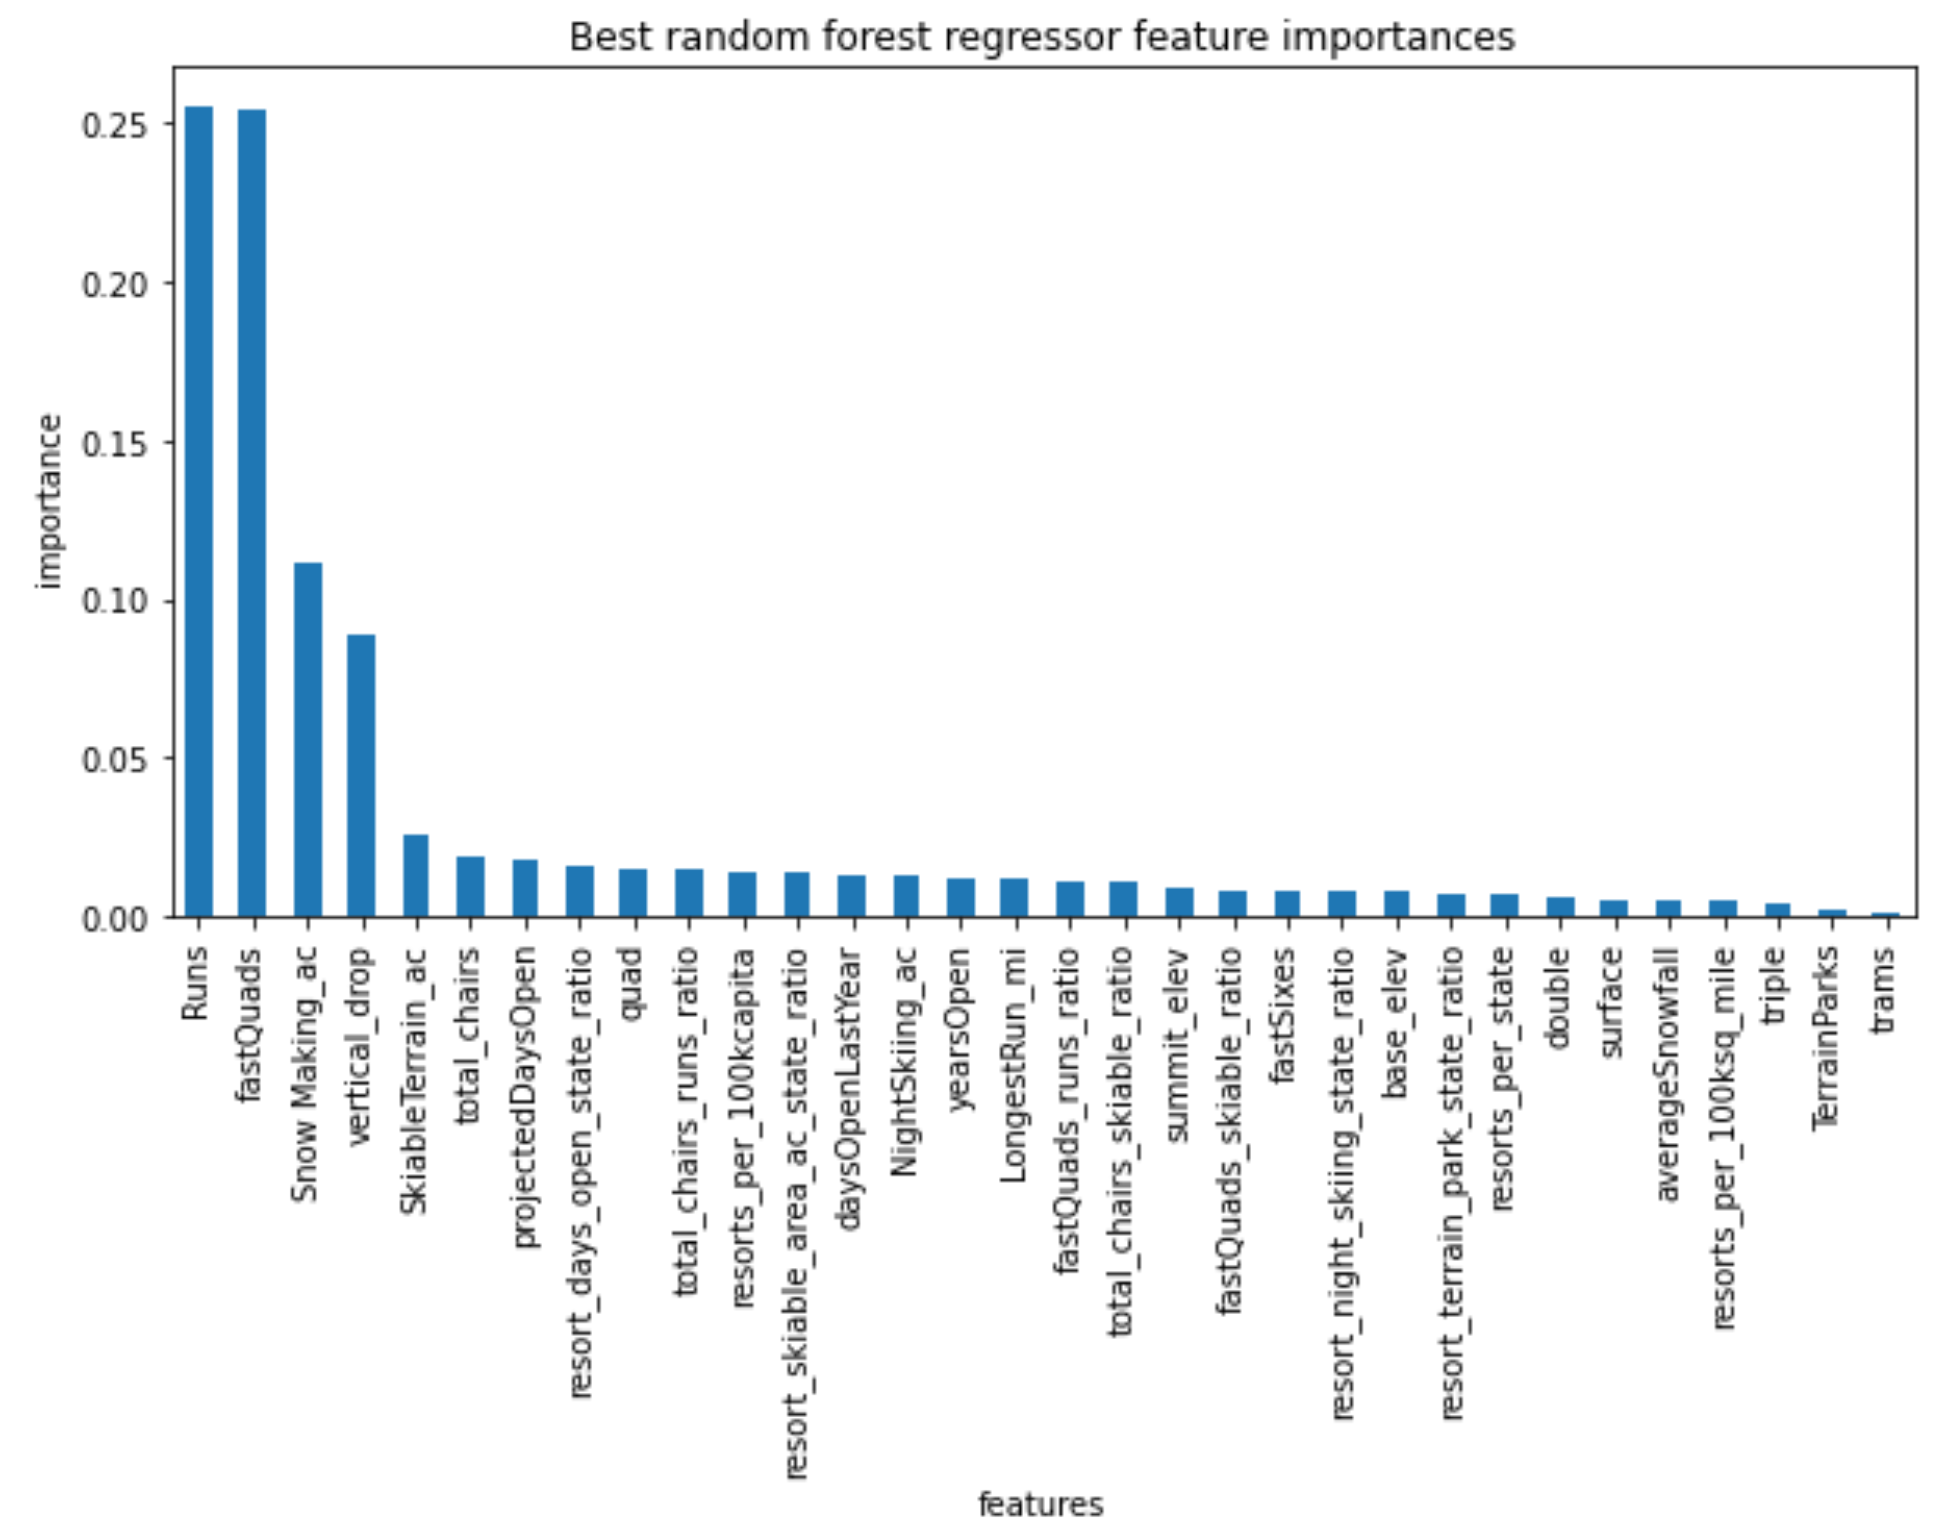 Best random forest regressor feature importances
importance
0.25
0.20
0.15
0.10
0.05
0.00
Runs
fastQuads
Snow Making_ac
vertical_drop
SkiableTerrain_ac
total_chairs
projectedDaysOpen
resort_days_open_state_ratio
quad
total_chairs_runs_ratio
resorts_per_100kcapita
resort_skiable_area_ac_state_ratio
daysOpenLastYear
NightSkiing_ac
yearsOpen
LongestRun_mi
fastQuads_runs_ratio
total_chairs_skiable_ratio
summit_elev
fastQuads_skiable_ratio
fastSixes
resort_night_skiing_state_ratio
base_elev
resort_terrain_park_state_ratio
resorts_per_state
double
surface
averageSnowfall
resorts_per_100ksq_mile
triple
TerrainParks
trams
features